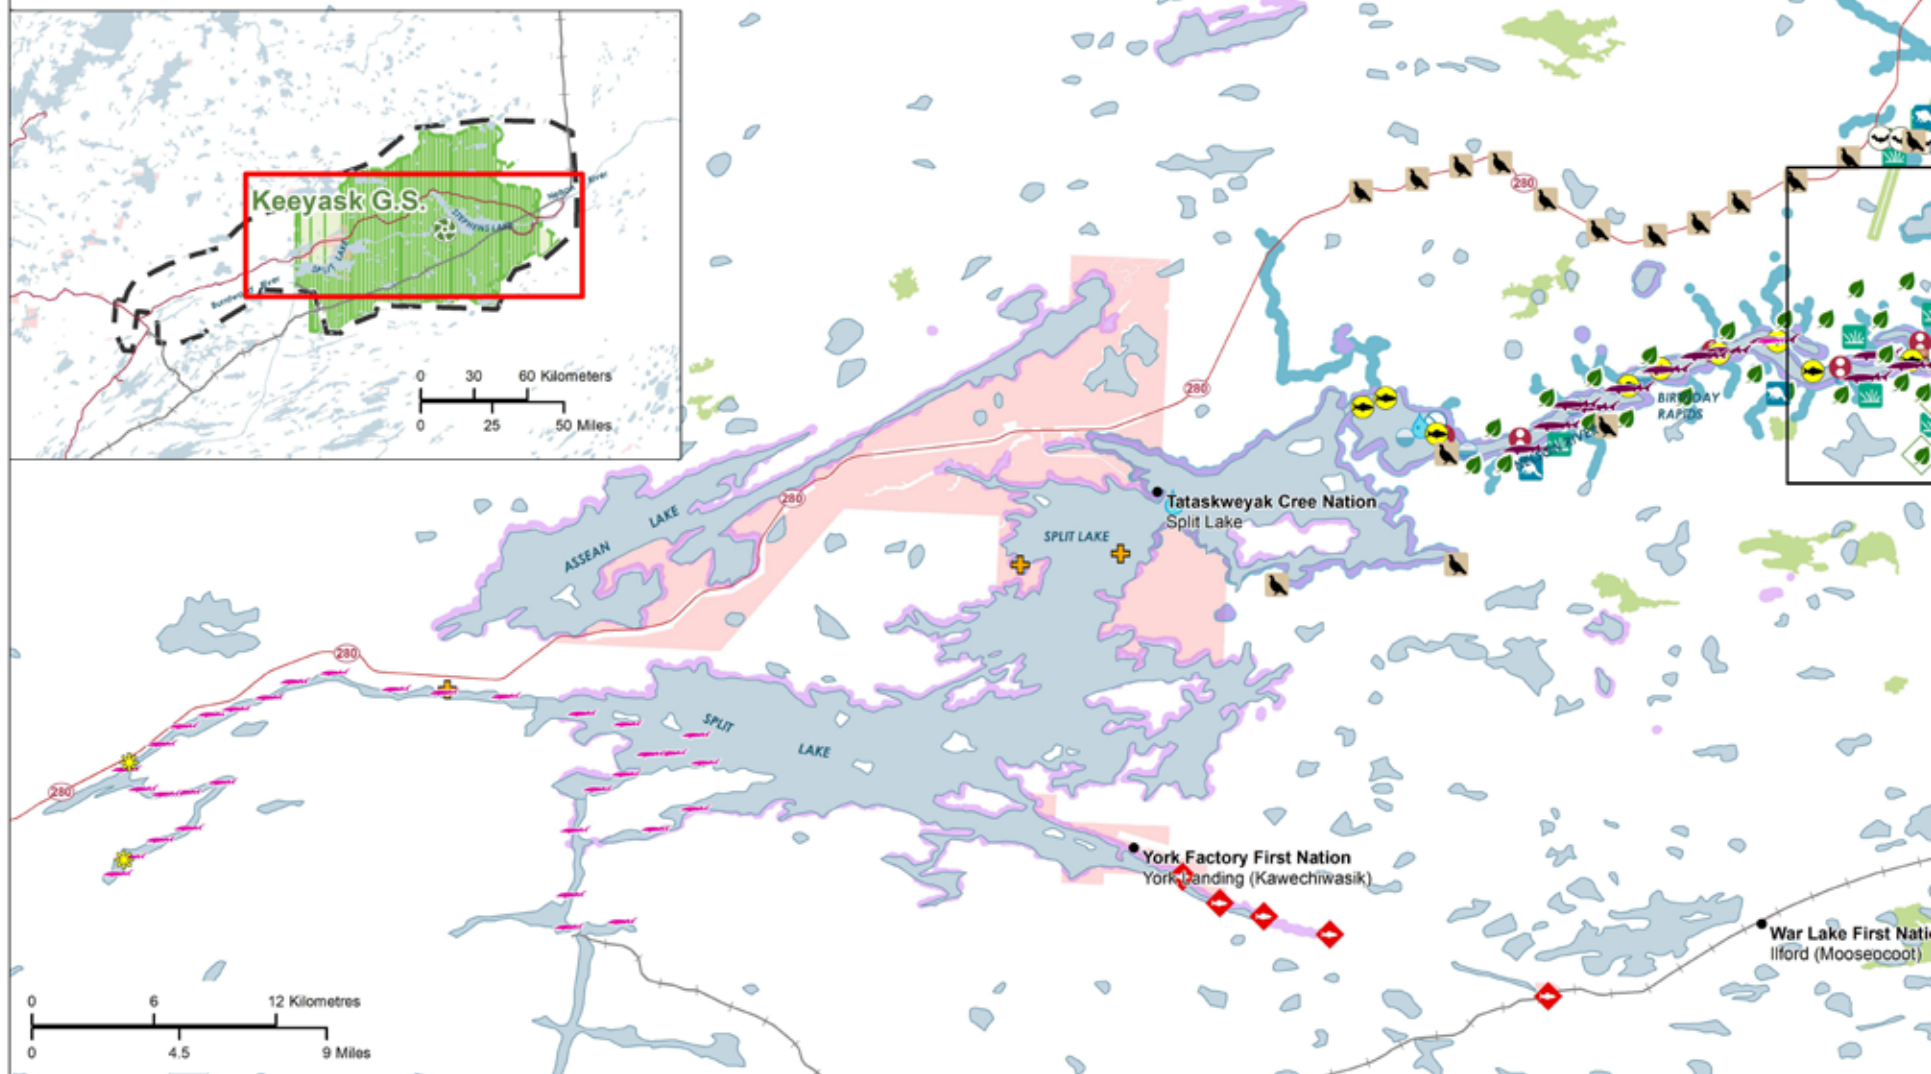 Keeyask G.S.
Nelson River
STEPHENS LAKE
SPLIT LAKE
Burntwood River
0 30 60 Kilometers
0 25 50 Miles
280
280
280
280
280
BIRTHDAY
RAPIDS
Tataskweyak Cree Nation
Split Lake
SPLIT LAKE
ASSEAN LAKE
SPLIT LAKE
York Factory First Nation
York Landing (Kawechiwasik)
War Lake First Nati
Ilford (Mooseocoot)
0 6 12 Kilometres
0 4.5 9 Miles